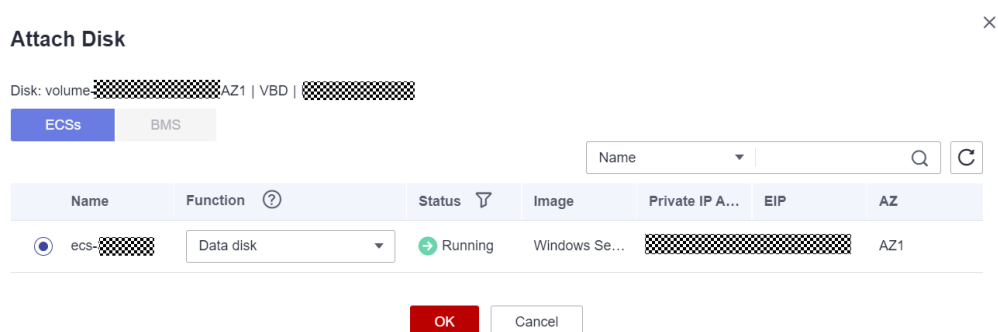 Attach Disk
Disk: volume- AZ1 | VBD |
ECSs BMS
Name
Name Function ? Status Image Private IP A... EIP AZ
ecs- Data disk Running Windows Se... AZ1
OK Cancel